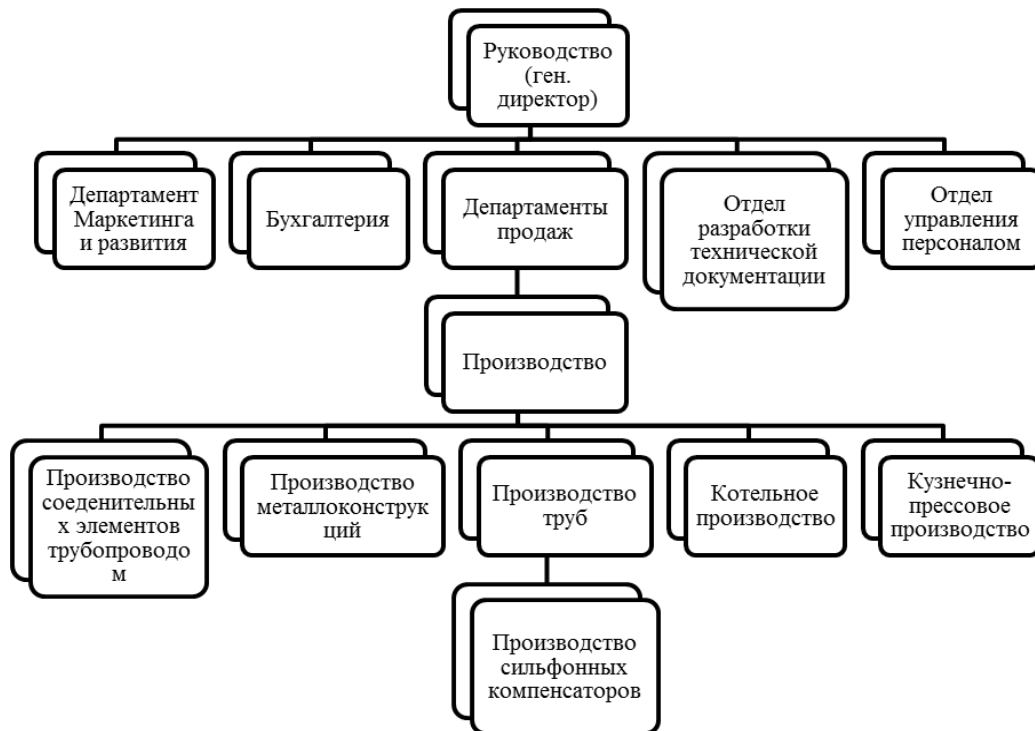 Руководство
(ген.
директор)
Департамент
Маркетинга
и развития
Бухгалтерия
Департаменты
продаж
Отдел
разработки
технической
документации
Отдел
управления
персоналом
Производство
Производство
соеденительны
х элементов
трубопроводо
м
Производство
металлоконструк
ций
Производство
труб
Котельное
производство
Кузнечно-
прессовое
производство
Производство
сильфонных
компенсаторов